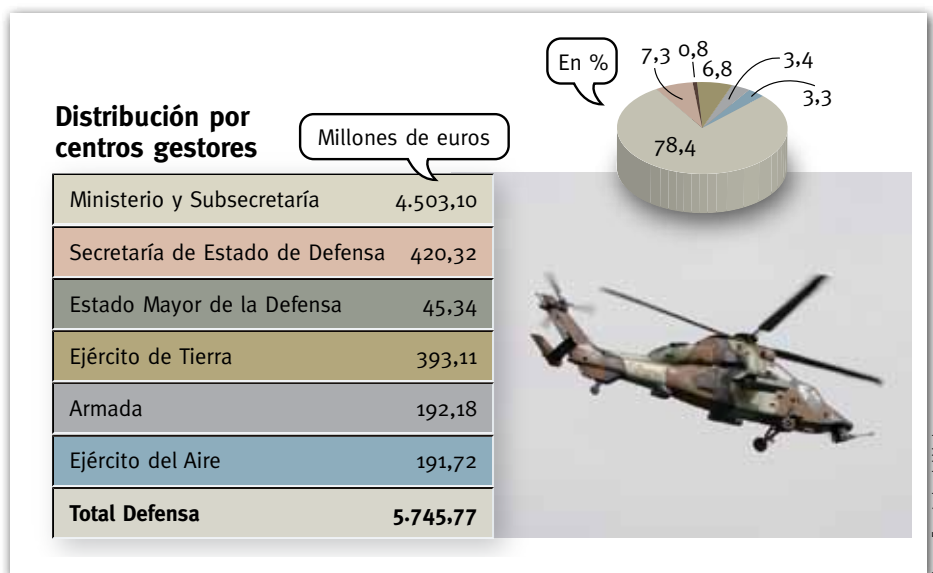 En %
7,3
0,8
6,8
3,4
3,3
78,4
Distribución por
centros gestores
Millones de euros
Ministerio y Subsecretaría 4.503,10
Secretaría de Estado de Defensa 420,32
Estado Mayor de la Defensa 45,34
Ejército de Tierra 393,11
Armada 192,18
Ejército del Aire 191,72
Total Defensa 5.745,77